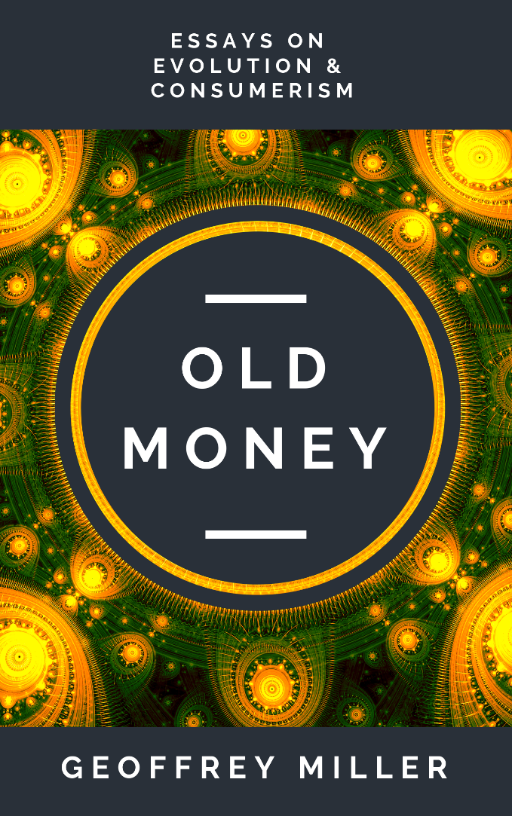 ESSAYS ON
EVOLUTION &
CONSUMERISM
OLD
MONEY
GEOFFREY MILLER